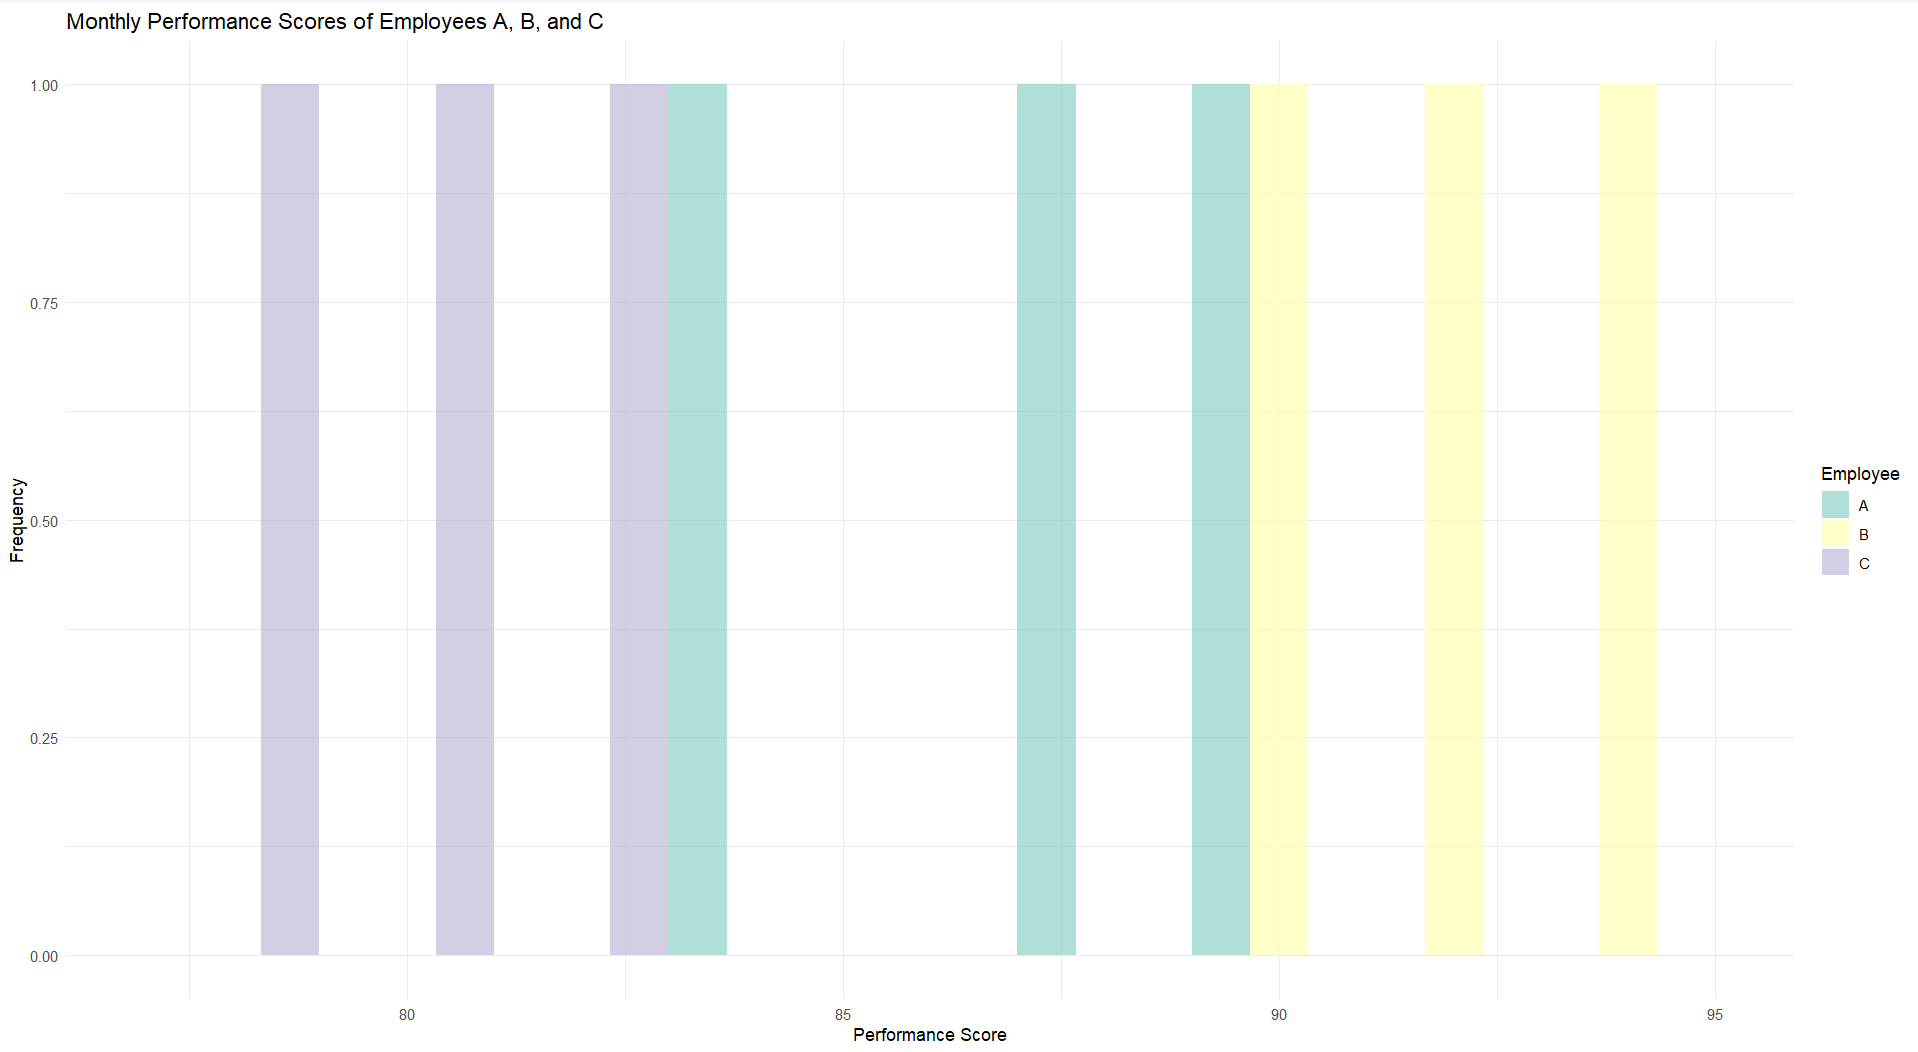 Monthly Performance Scores of Employees A, B, and C
1.00
0.75
0.50
0.25
0.00
Frequency
80 85 90 95
Performance Score
Employee
A
B
C